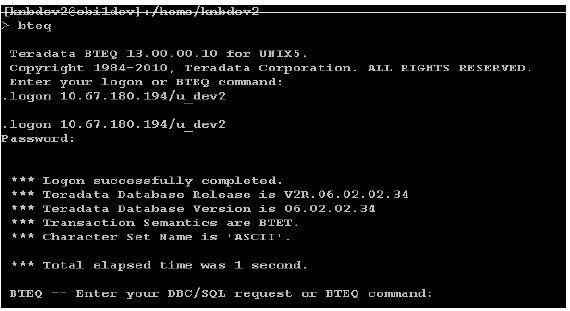 [knbdev2@obildev]:/home/knbdev2
> bteq
Teradata BTEQ 13.00.00.10 for UNIX5.
Copyright 1984-2010, Teradata Corporation. ALL RIGHTS RESERVED.
Enter your logon or BTEQ command:
.logon 10.67.180.194/u_dev2
.logon 10.67.180.194/u_dev2
Password:
*** Logon successfully completed.
*** Teradata Database Release is V2R.06.02.02.34
*** Teradata Database Version is 06.02.02.34
*** Transaction Semantics are BTET.
*** Character Set Name is 'ASCII'.
*** Total elapsed time was 1 second.
BTEQ -- Enter your DBC/SQL request or BTEQ command: